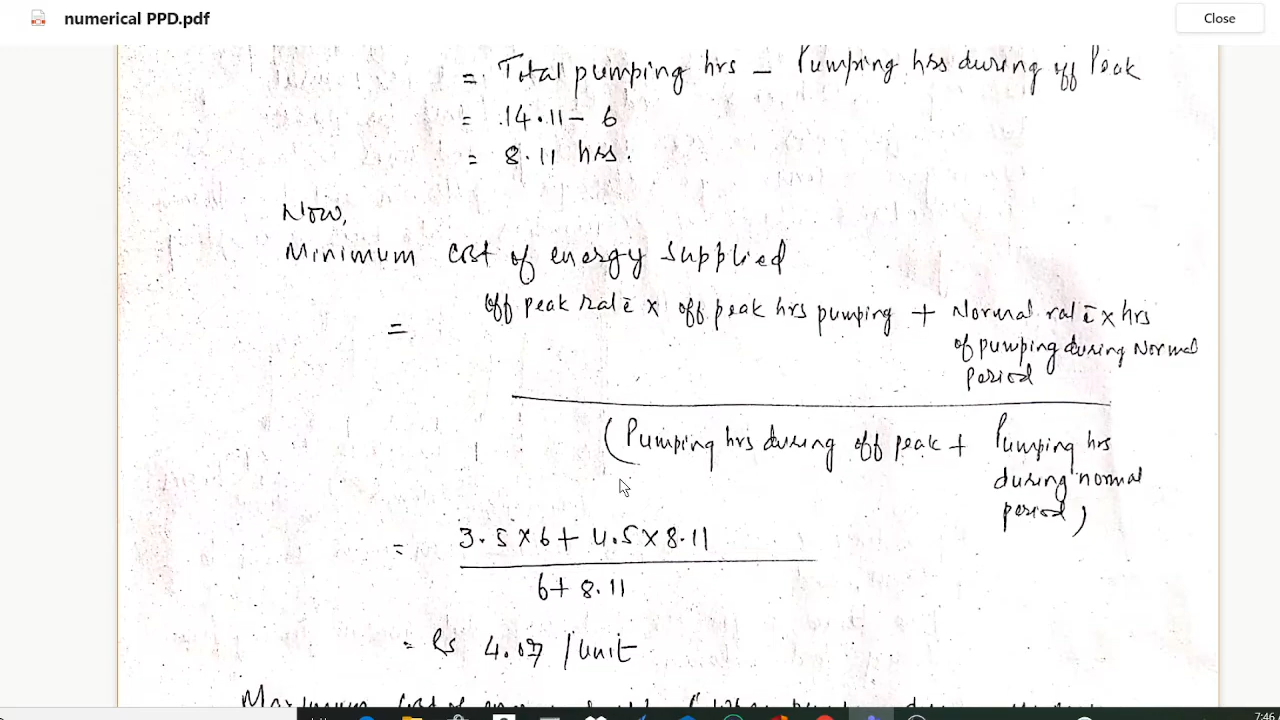 numerical PPD.pdf
Close
= Total pumping hrs - Pumping hrs during off Peak
= 14.11 - 6
= 8.11 hrs.
Now,
Minimum cost of energy supplied
= off peak rate x off peak hrs pumping + Normal rate x hrs
of pumping during Normal
period
(Pumping hrs during off peak + Pumping hrs
during normal
period)
= 3.5 x 6 + 4.5 x 8.11
6 + 8.11
= Rs 4.07 /unit
7:46